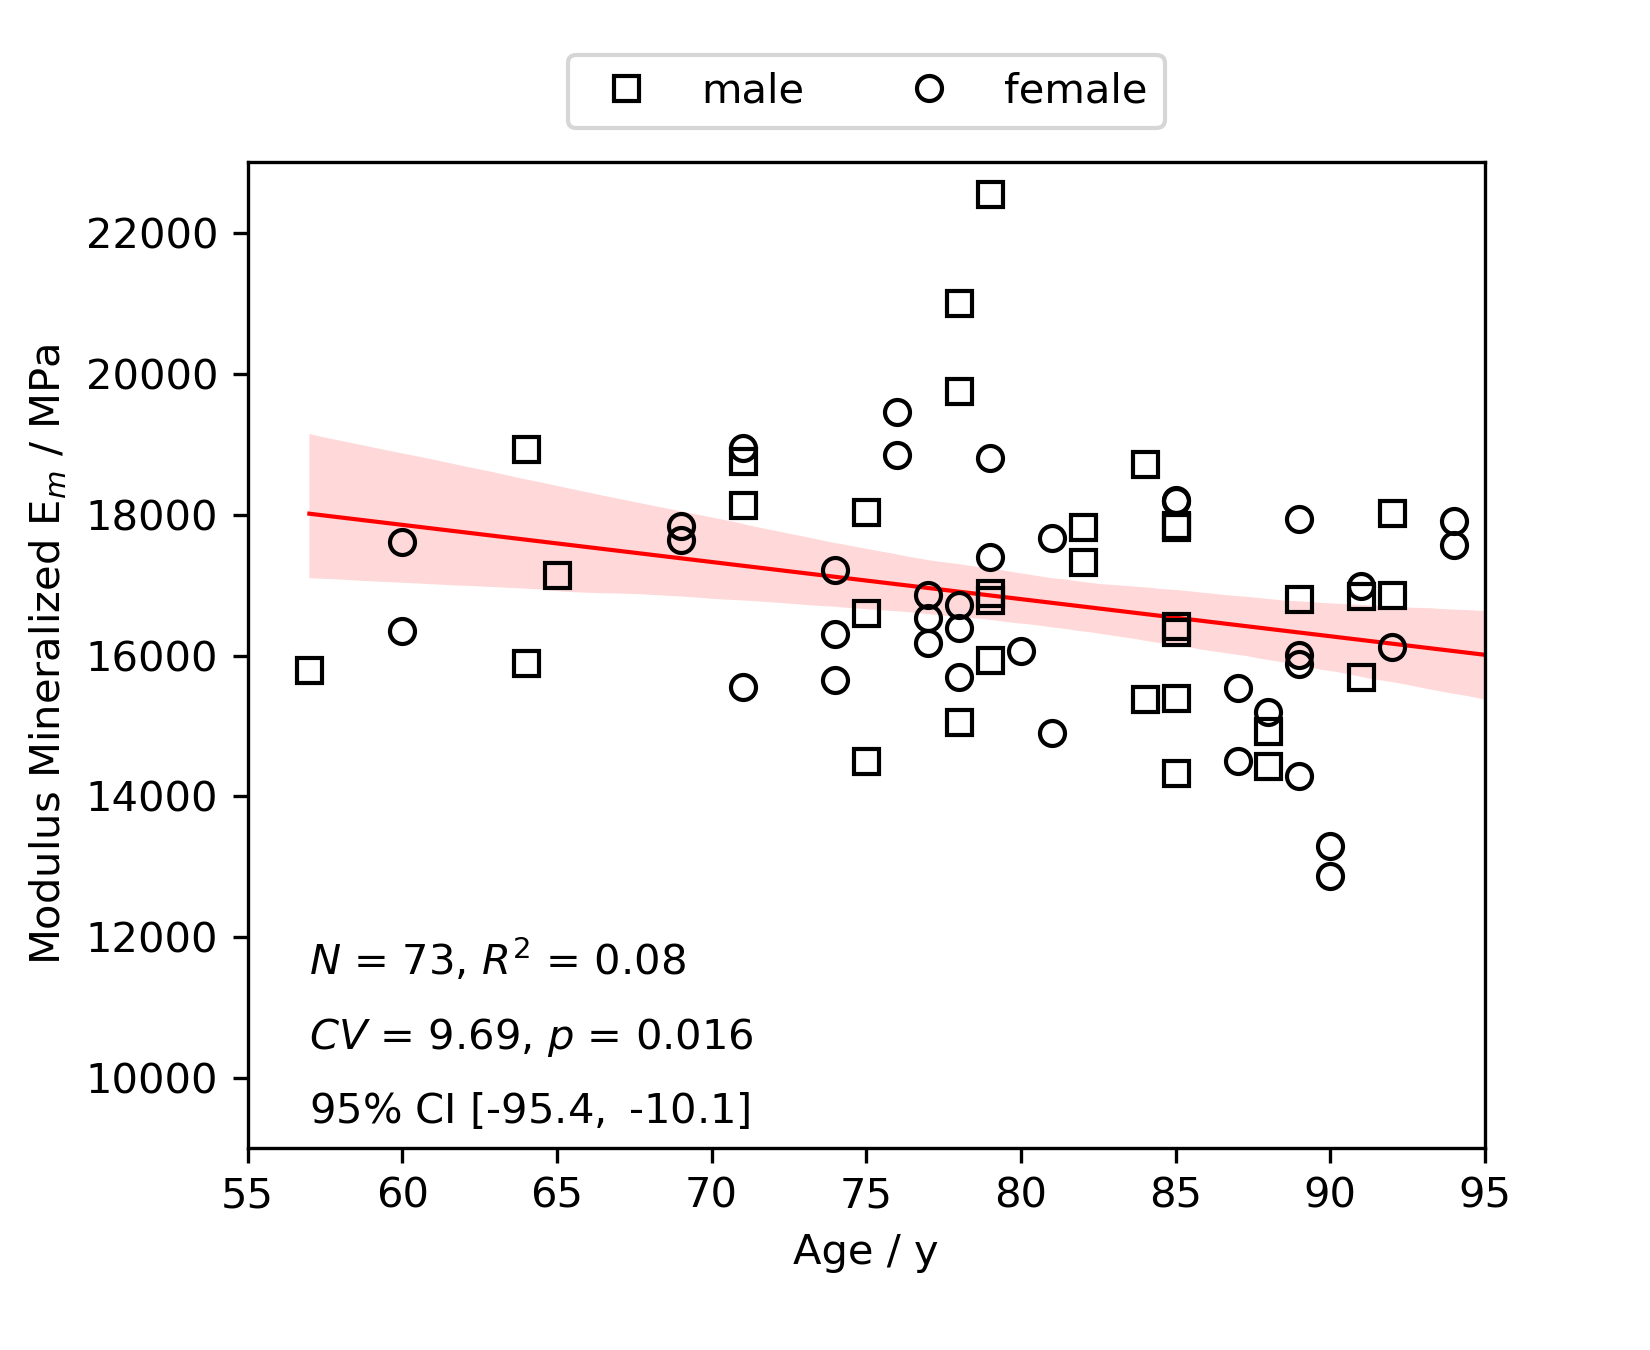 male female
22000
20000
18000
16000
14000
12000
10000
Modulus Mineralized Eₘ / MPa
N = 73, R² = 0.08
CV = 9.69, p = 0.016
95% CI [-95.4, -10.1]
55 60 65 70 75 80 85 90 95
Age / y